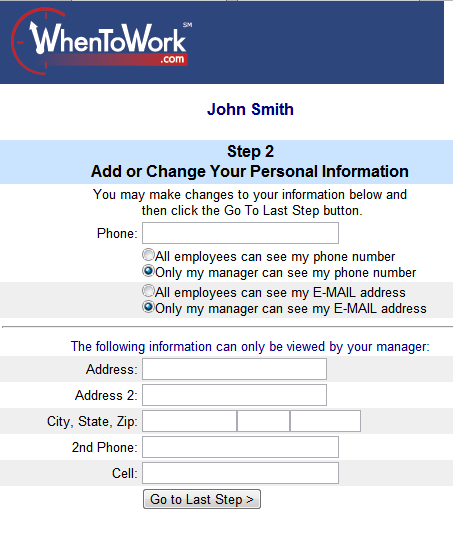 WhenToWork SM
.com
John Smith
Step 2
Add or Change Your Personal Information
You may make changes to your information below and
then click the Go To Last Step button.
Phone:
All employees can see my phone number
Only my manager can see my phone number
All employees can see my E-MAIL address
Only my manager can see my E-MAIL address
The following information can only be viewed by your manager:
Address:
Address 2:
City, State, Zip:
2nd Phone:
Cell:
Go to Last Step >